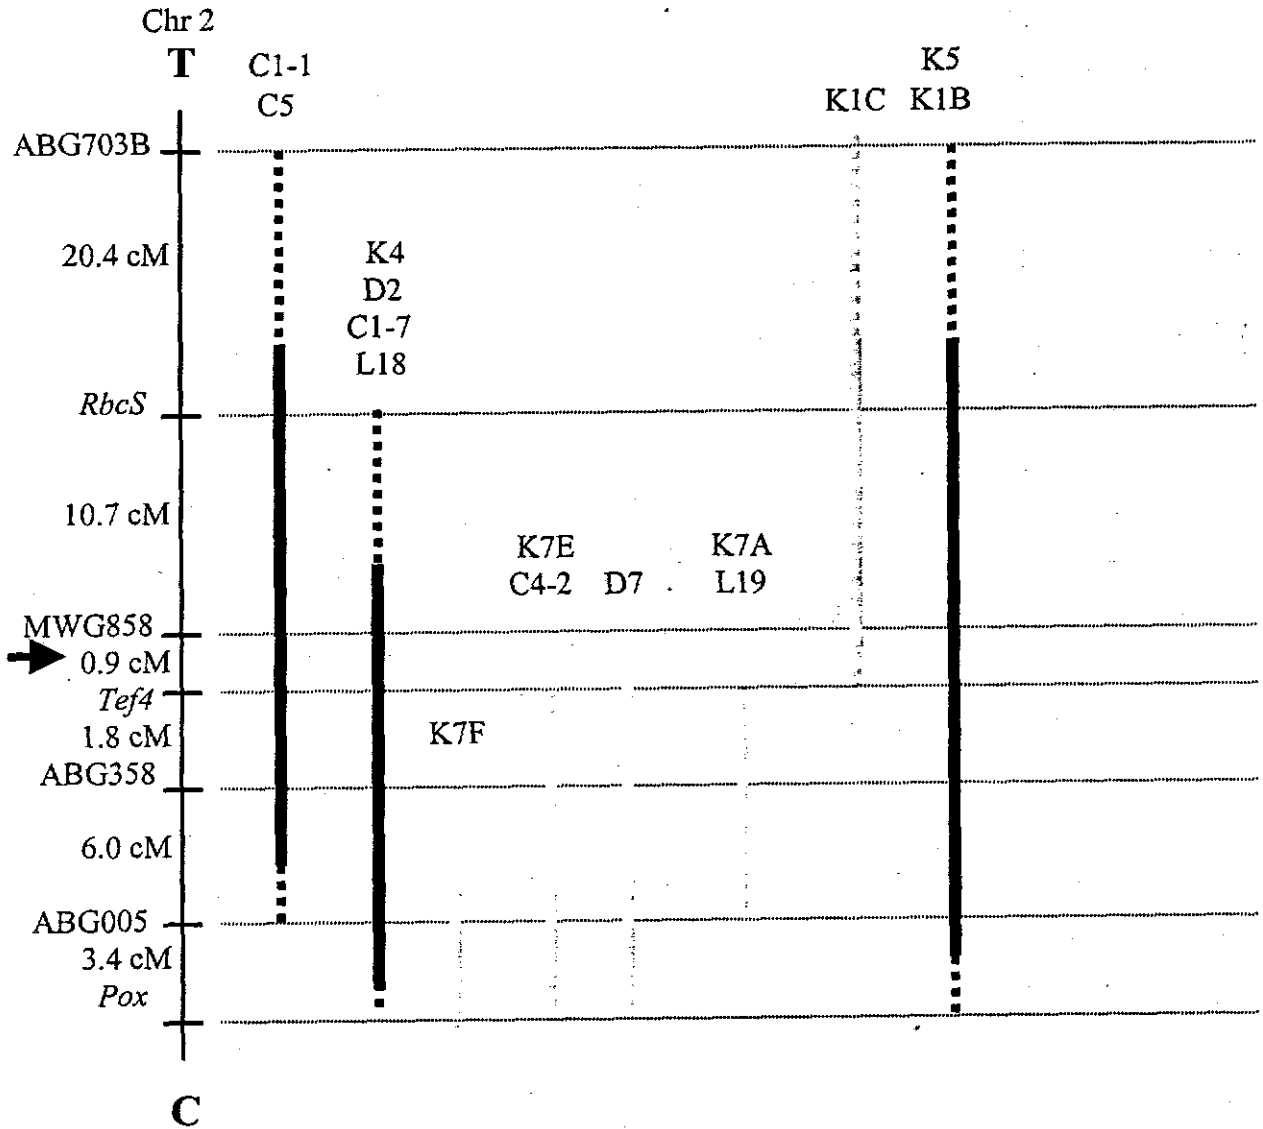 Chr 2
T
C1-1
C5
K5
K1C K1B
ABG703B
20.4 cM
K4
D2
C1-7
L18
RbcS
10.7 cM
K7E
C4-2 D7
K7A
L19
MWG858
0.9 cM
Tef4
1.8 cM
K7F
ABG358
6.0 cM
ABG005
3.4 cM
Pox
C